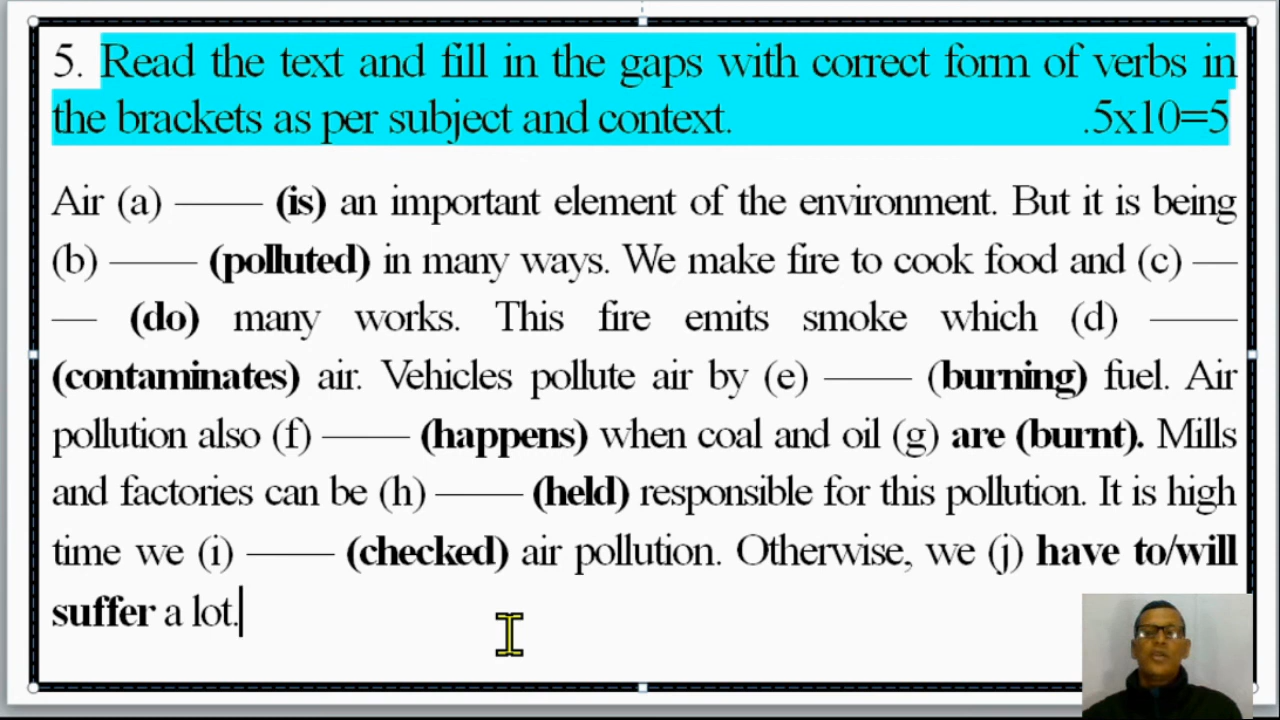 5. Read the text and fill in the gaps with correct form of verbs in
the brackets as per subject and context. .5x10=5
Air (a) —— (is) an important element of the environment. But it is being
(b) —— (polluted) in many ways. We make fire to cook food and (c) —
— (do) many works. This fire emits smoke which (d) ——
(contaminates) air. Vehicles pollute air by (e) —— (burning) fuel. Air
pollution also (f) —— (happens) when coal and oil (g) are (burnt). Mills
and factories can be (h) —— (held) responsible for this pollution. It is high
time we (i) —— (checked) air pollution. Otherwise, we (j) have to/will
suffer a lot.